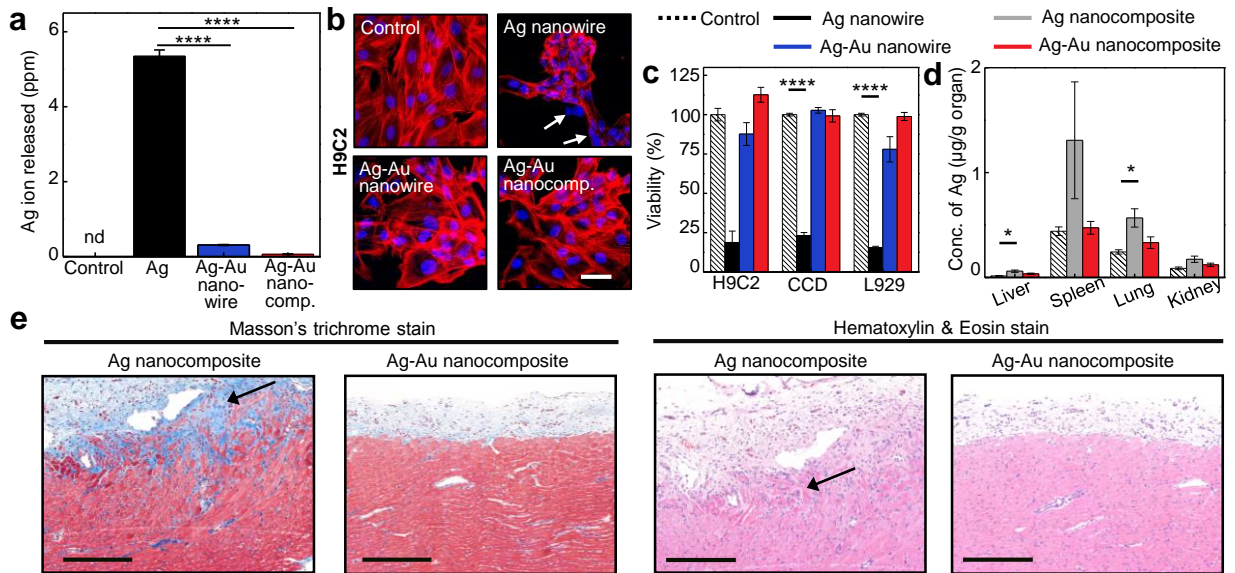 a
Ag ion released (ppm)
6
4
2
0
****
****
nd
Control
Ag
Ag-Au
nano-
wire
Ag-Au
nano-
comp.
b
H9C2
Control
Ag nanowire
Ag-Au
nanowire
Ag-Au
nanocomp.
Control
Ag nanowire
Ag nanocomposite
Ag-Au nanowire
Ag-Au nanocomposite
c
Viability (%)
125
100
75
50
25
0
****
****
H9C2
CCD
L929
d
Conc. of Ag (µg/g organ)
2
1
0
*
*
Liver
Spleen
Lung
Kidney
e
Masson's trichrome stain
Hematoxylin & Eosin stain
Ag nanocomposite
Ag-Au nanocomposite
Ag nanocomposite
Ag-Au nanocomposite